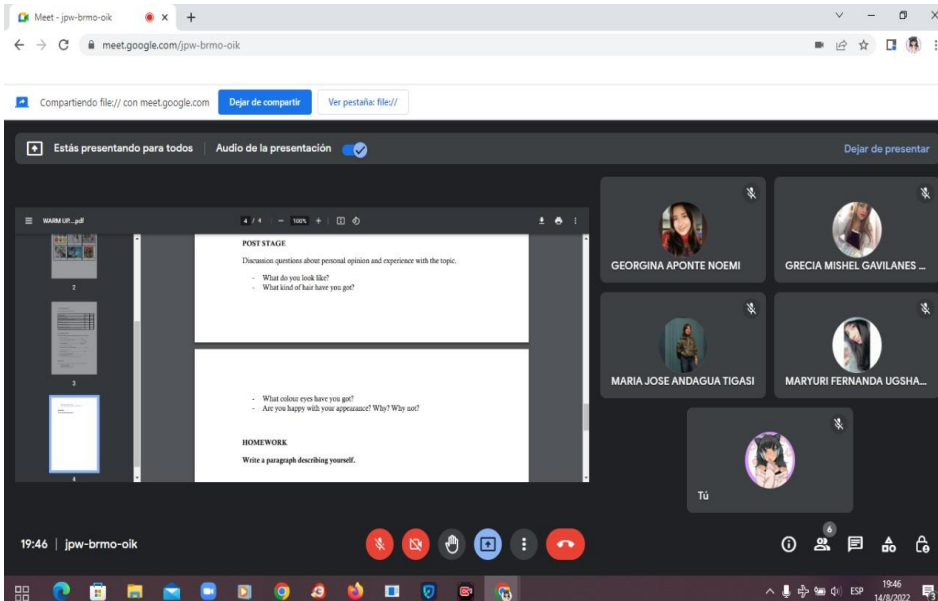 Meet - jpw-brmo-oik
meet.google.com/jpw-brmo-oik
Compartiendo file:// con meet.google.com
Dejar de compartir
Ver pestaña: file://
Estás presentando para todos
Audio de la presentación
Dejar de presentar
WARM UP....pdf
4 / 4
100%
2
3
4
POST STAGE
Discussion questions about personal opinion and experience with the topic.
- What do you look like?
- What kind of hair have you got?
- What colour eyes have you got?
- Are you happy with your appearance? Why? Why not?
HOMEWORK
Write a paragraph describing yourself.
GEORGINA APONTE NOEMI
GRECIA MISHEL GAVILANES ...
MARIA JOSE ANDAGUA TIGASI
MARYURI FERNANDA UGSHA...
Tú
19:46 | jpw-brmo-oik
6
ESP
19:46
14/8/2022
3